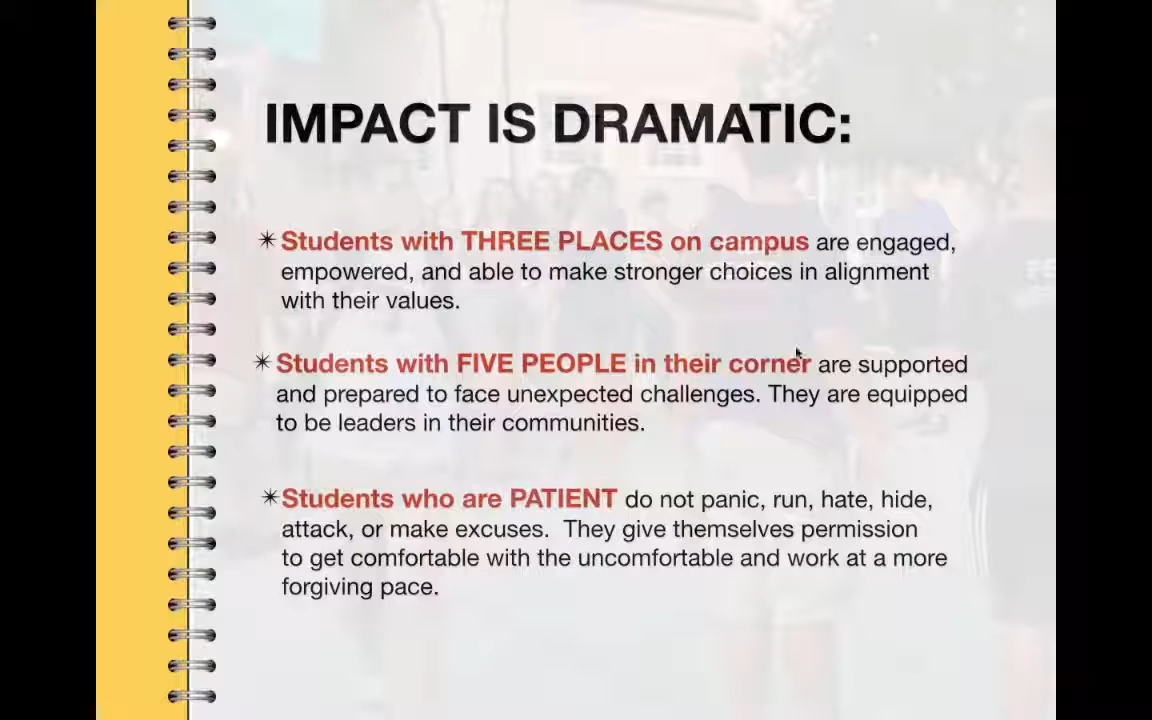 IMPACT IS DRAMATIC:
✴Students with THREE PLACES on campus are engaged,
empowered, and able to make stronger choices in alignment
with their values.
✴Students with FIVE PEOPLE in their corner are supported
and prepared to face unexpected challenges. They are equipped
to be leaders in their communities.
✴Students who are PATIENT do not panic, run, hate, hide,
attack, or make excuses.  They give themselves permission
to get comfortable with the uncomfortable and work at a more
forgiving pace.